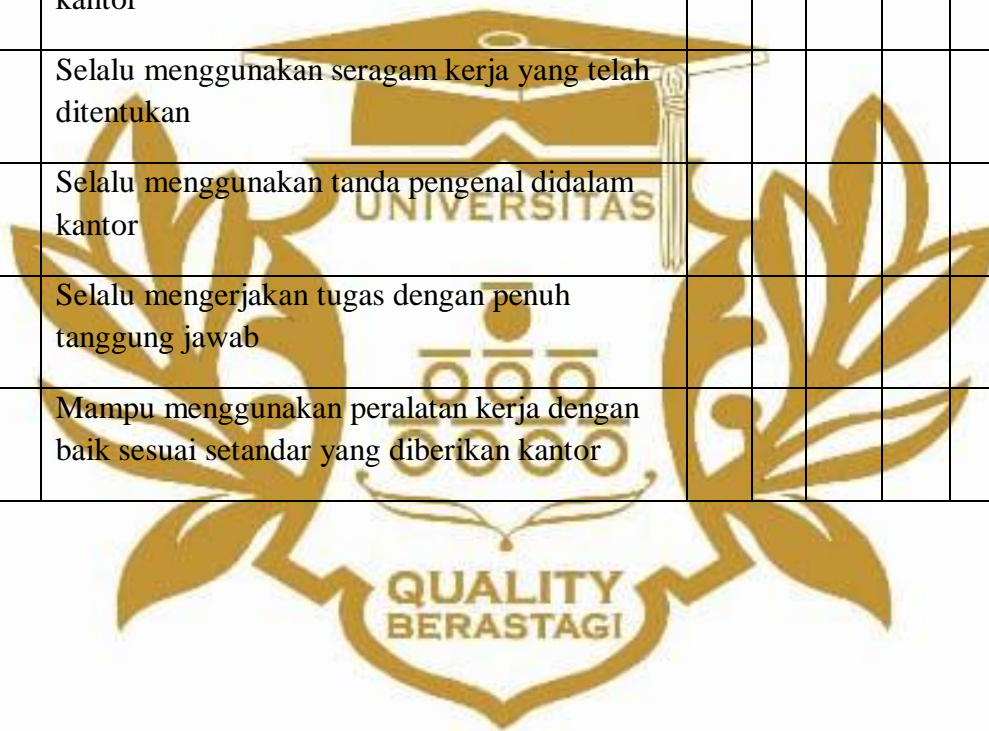 kantor
Selalu menggunakan seragam kerja yang telah
ditentukan
Selalu menggunakan tanda pengenal didalam
kantor
UNIVERSITAS
Selalu mengerjakan tugas dengan penuh
tanggung jawab
Mampu menggunakan peralatan kerja dengan
baik sesuai setandar yang diberikan kantor
QUALITY
BERASTAGI